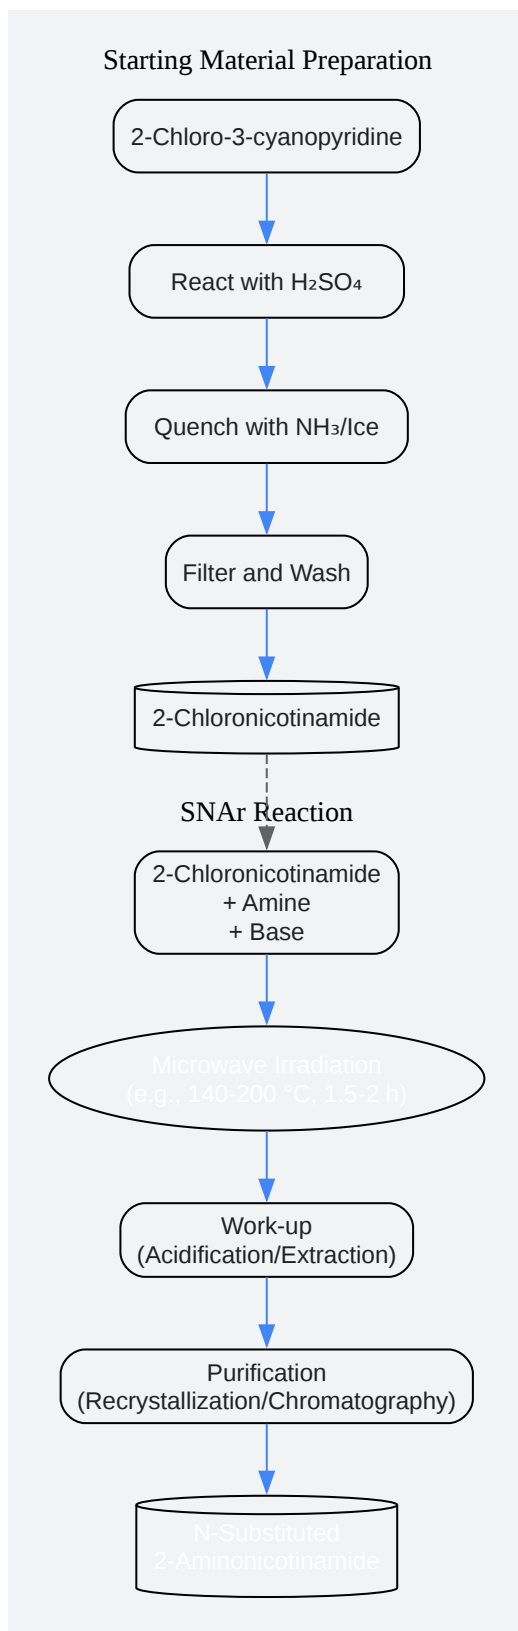 Starting Material Preparation
2-Chloro-3-cyanopyridine
React with H₂SO₄
Quench with NH₃/Ice
Filter and Wash
2-Chloronicotinamide
SNAr Reaction
2-Chloronicotinamide
+ Amine
+ Base
Microwave Irradiation
(e.g., 140-200 °C, 1.5-2 h)
Work-up
(Acidification/Extraction)
Purification
(Recrystallization/Chromatography)
N-Substituted
2-Aminonicotinamide